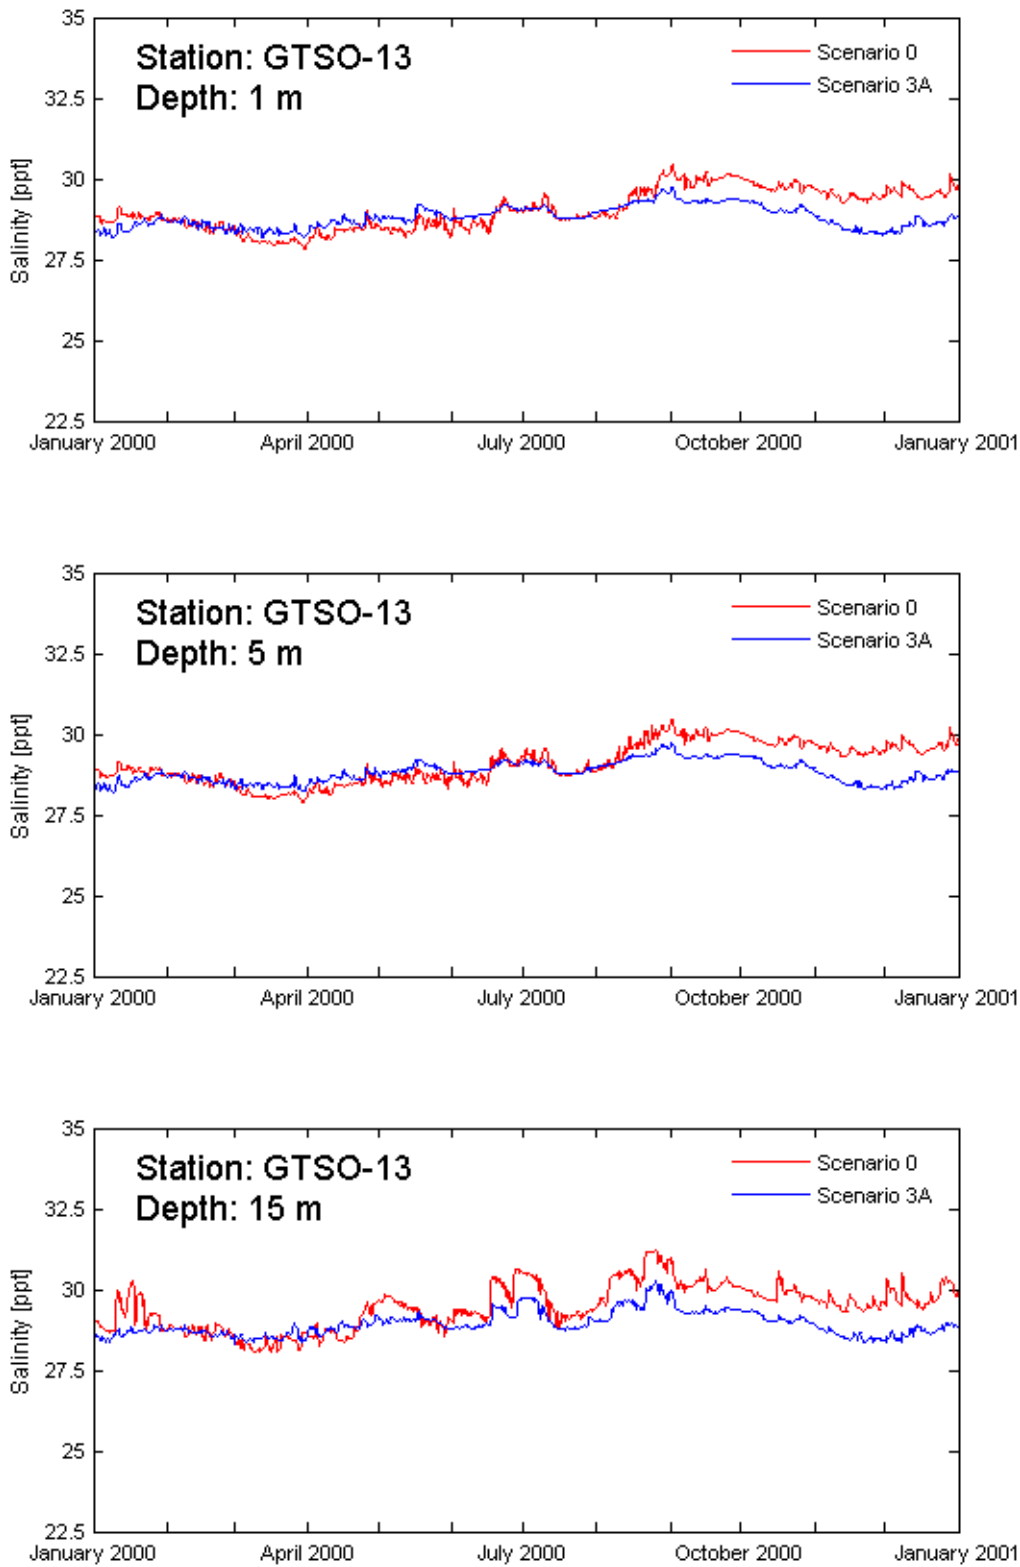 35
Station: GTSO-13
Scenario 0
Depth: 1 m
Scenario 3A
32.5
30
Salinity [ppt]
27.5
25
22.5
January 2000 April 2000 July 2000 October 2000 January 2001
35
Station: GTSO-13
Scenario 0
Depth: 5 m
Scenario 3A
32.5
30
Salinity [ppt]
27.5
25
22.5
January 2000 April 2000 July 2000 October 2000 January 2001
35
Station: GTSO-13
Scenario 0
Depth: 15 m
Scenario 3A
32.5
30
Salinity [ppt]
27.5
25
22.5
January 2000 April 2000 July 2000 October 2000 January 2001